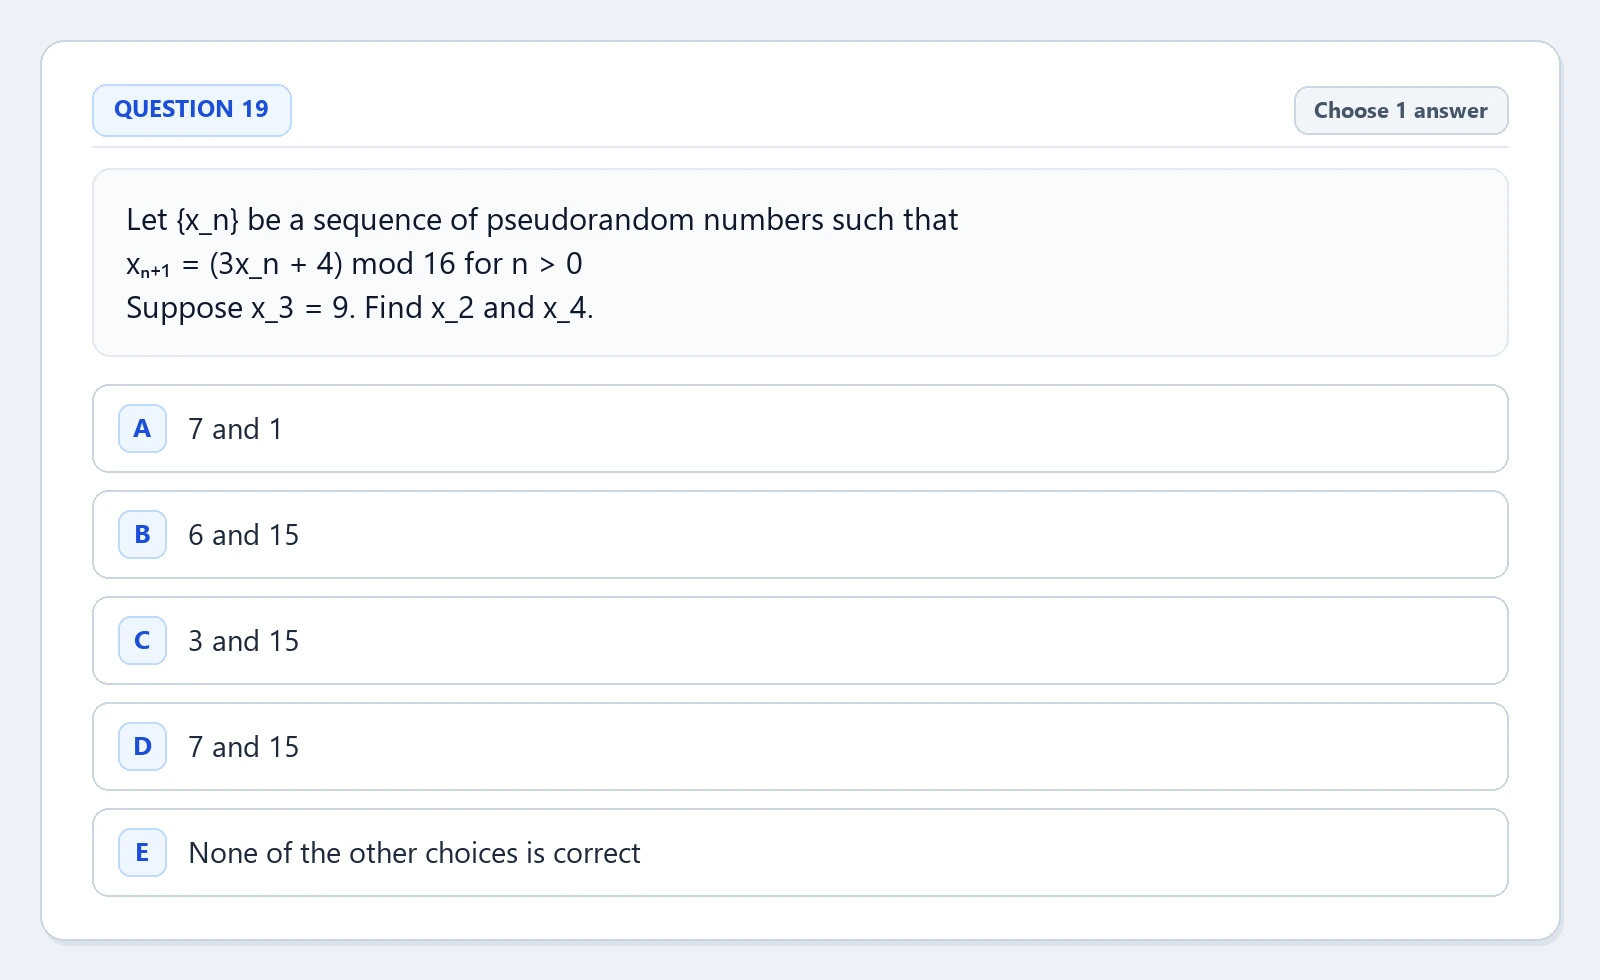 QUESTION 19
Choose 1 answer
Let {x_n} be a sequence of pseudorandom numbers such that
xₙ₊₁ = (3x_n + 4) mod 16 for n > 0
Suppose x_3 = 9. Find x_2 and x_4.
A 7 and 1
B 6 and 15
C 3 and 15
D 7 and 15
E None of the other choices is correct